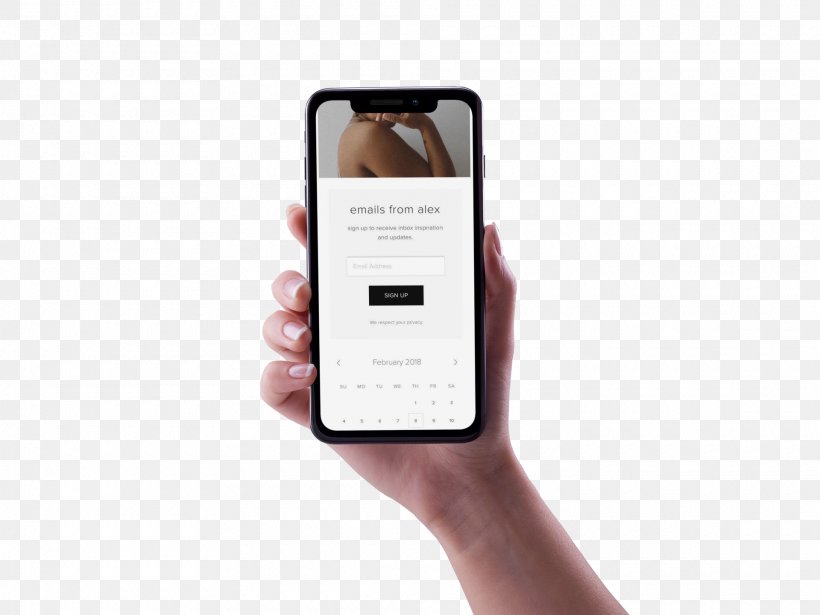 emails from alex
sign up to receive inbox inspiration
and updates.
Email Address
SIGN UP
We respect your privacy.
February 2018
SU MO TU WE TH FR SA
1 2 3
4 5 6 7 8 9 10